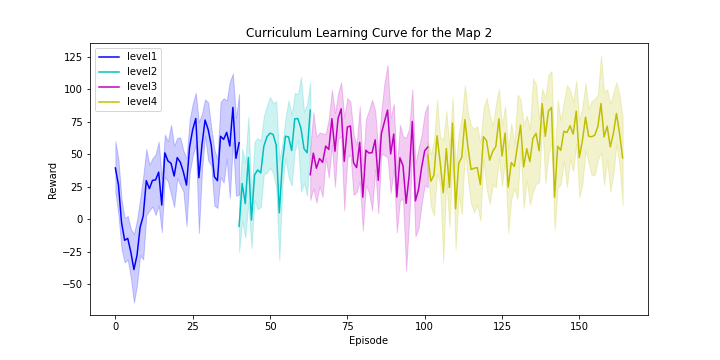 Curriculum Learning Curve for the Map 2
level1
level2
level3
level4
Reward
125
100
75
50
25
0
−25
−50
0
25
50
75
100
125
150
Episode